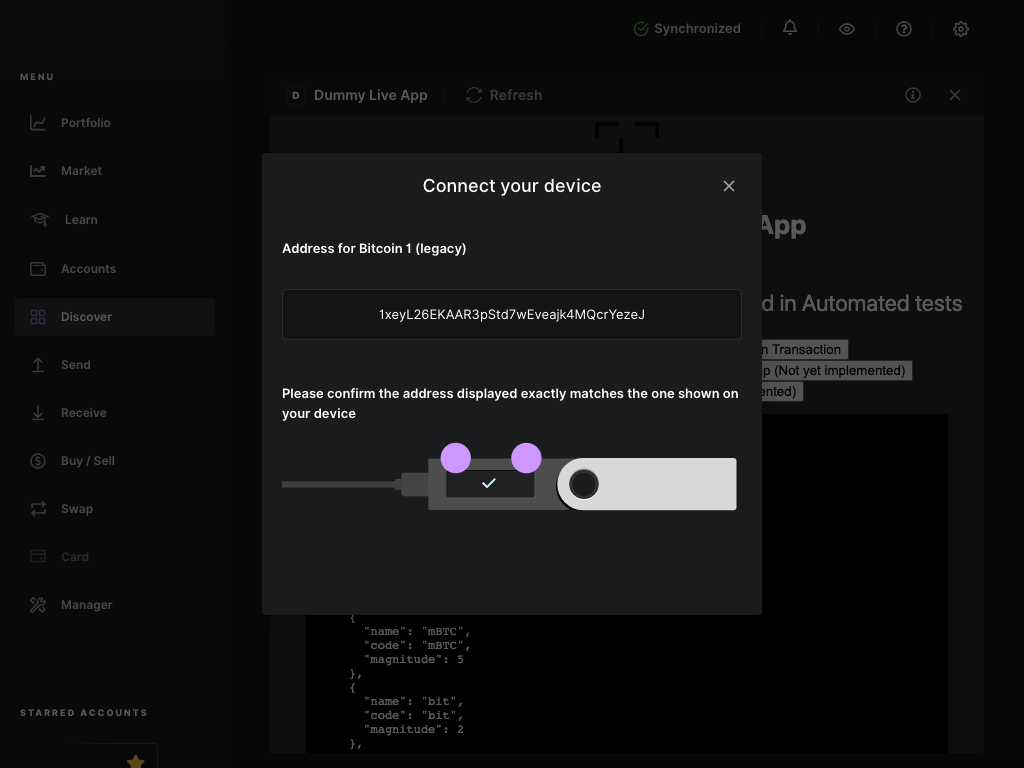 Synchronized
MENU
Portfolio
Market
Learn
Accounts
Discover
Send
Receive
Buy / Sell
Swap
Card
Manager
STARRED ACCOUNTS
D Dummy Live App Refresh
App
d in Automated tests
n Transaction
p (Not yet implemented)
ented)
Connect your device
Address for Bitcoin 1 (legacy)
1xeyL26EKAAR3pStd7wEveajk4MQcrYezeJ
Please confirm the address displayed exactly matches the one shown on
your device
{
"name": "mBTC",
"code": "mBTC",
"magnitude": 5
},
{
"name": "bit",
"code": "bit",
"magnitude": 2
},